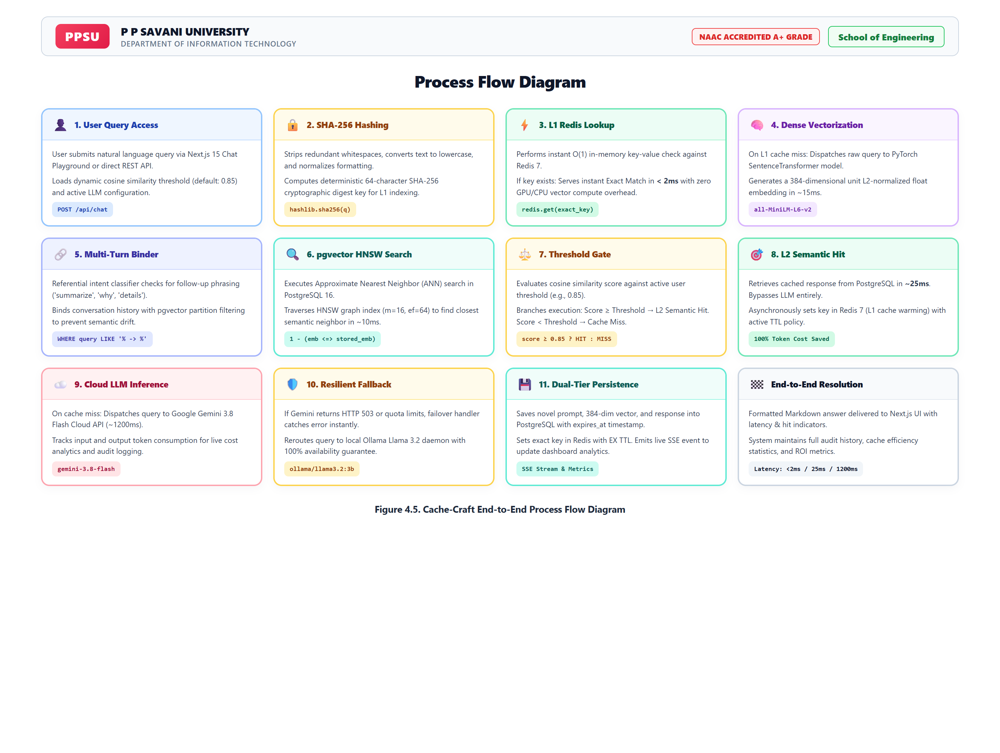 PPSU
P P SAVANI UNIVERSITY
DEPARTMENT OF INFORMATION TECHNOLOGY
NAAC ACCREDITED A+ GRADE
School of Engineering
Process Flow Diagram
1. User Query Access
User submits natural language query via Next.js 15 Chat
Playground or direct REST API.
Loads dynamic cosine similarity threshold (default: 0.85)
and active LLM configuration.
POST /api/chat
2. SHA-256 Hashing
Strips redundant whitespaces, converts text to lowercase,
and normalizes formatting.
Computes deterministic 64-character SHA-256
cryptographic digest key for L1 indexing.
hashlib.sha256(q)
3. L1 Redis Lookup
Performs instant O(1) in-memory key-value check against
Redis 7.
If key exists: Serves instant Exact Match in < 2ms with zero
GPU/CPU vector compute overhead.
redis.get(exact_key)
4. Dense Vectorization
On L1 cache miss: Dispatches raw query to PyTorch
SentenceTransformer model.
Generates a 384-dimensional unit L2-normalized float
embedding in ~15ms.
all-MiniLM-L6-v2
5. Multi-Turn Binder
Referential intent classifier checks for follow-up phrasing
('summarize', 'why', 'details').
Binds conversation history with pgvector partition filtering
to prevent semantic drift.
WHERE query LIKE '% -> %'
6. pgvector HNSW Search
Executes Approximate Nearest Neighbor (ANN) search in
PostgreSQL 16.
Traverses HNSW graph index (m=16, ef=64) to find closest
semantic neighbor in ~10ms.
1 - (emb <=> stored_emb)
7. Threshold Gate
Evaluates cosine similarity score against active user
threshold (e.g., 0.85).
Branches execution: Score ≥ Threshold → L2 Semantic Hit.
Score < Threshold → Cache Miss.
score ≥ 0.85 ? HIT : MISS
8. L2 Semantic Hit
Retrieves cached response from PostgreSQL in ~25ms.
Bypasses LLM entirely.
Asynchronously sets key in Redis 7 (L1 cache warming) with
active TTL policy.
100% Token Cost Saved
9. Cloud LLM Inference
On cache miss: Dispatches query to Google Gemini 3.8
Flash Cloud API (~1200ms).
Tracks input and output token consumption for live cost
analytics and audit logging.
gemini-3.8-flash
10. Resilient Fallback
If Gemini returns HTTP 503 or quota limits, failover handler
catches error instantly.
Reroutes query to local Ollama Llama 3.2 daemon with
100% availability guarantee.
ollama/llama3.2:3b
11. Dual-Tier Persistence
Saves novel prompt, 384-dim vector, and response into
PostgreSQL with expires_at timestamp.
Sets exact key in Redis with EX TTL. Emits live SSE event to
update dashboard analytics.
SSE Stream & Metrics
End-to-End Resolution
Formatted Markdown answer delivered to Next.js UI with
latency & hit indicators.
System maintains full audit history, cache efficiency
statistics, and ROI metrics.
Latency: <2ms / 25ms / 1200ms
Figure 4.5. Cache-Craft End-to-End Process Flow Diagram